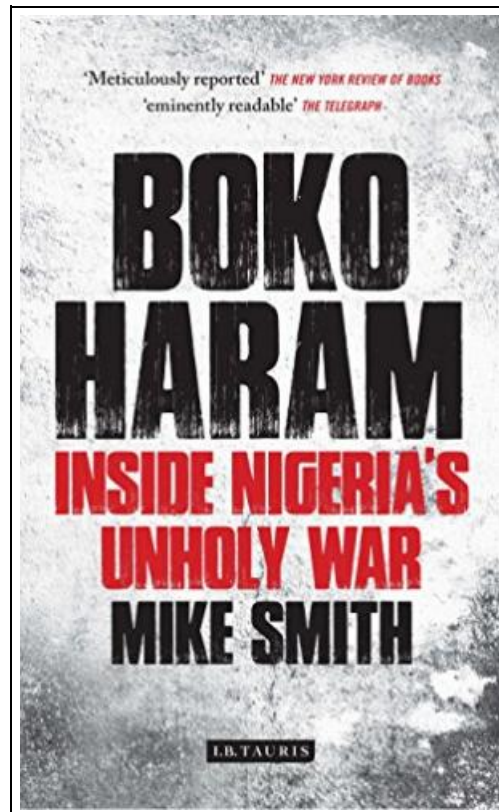 ‘Meticulously reported’ THE NEW YORK REVIEW OF BOOKS
‘eminently readable’ THE TELEGRAPH
BOKO
HARAM
INSIDE NIGERIA'S
UNHOLY WAR
MIKE SMITH
I.B.TAURIS